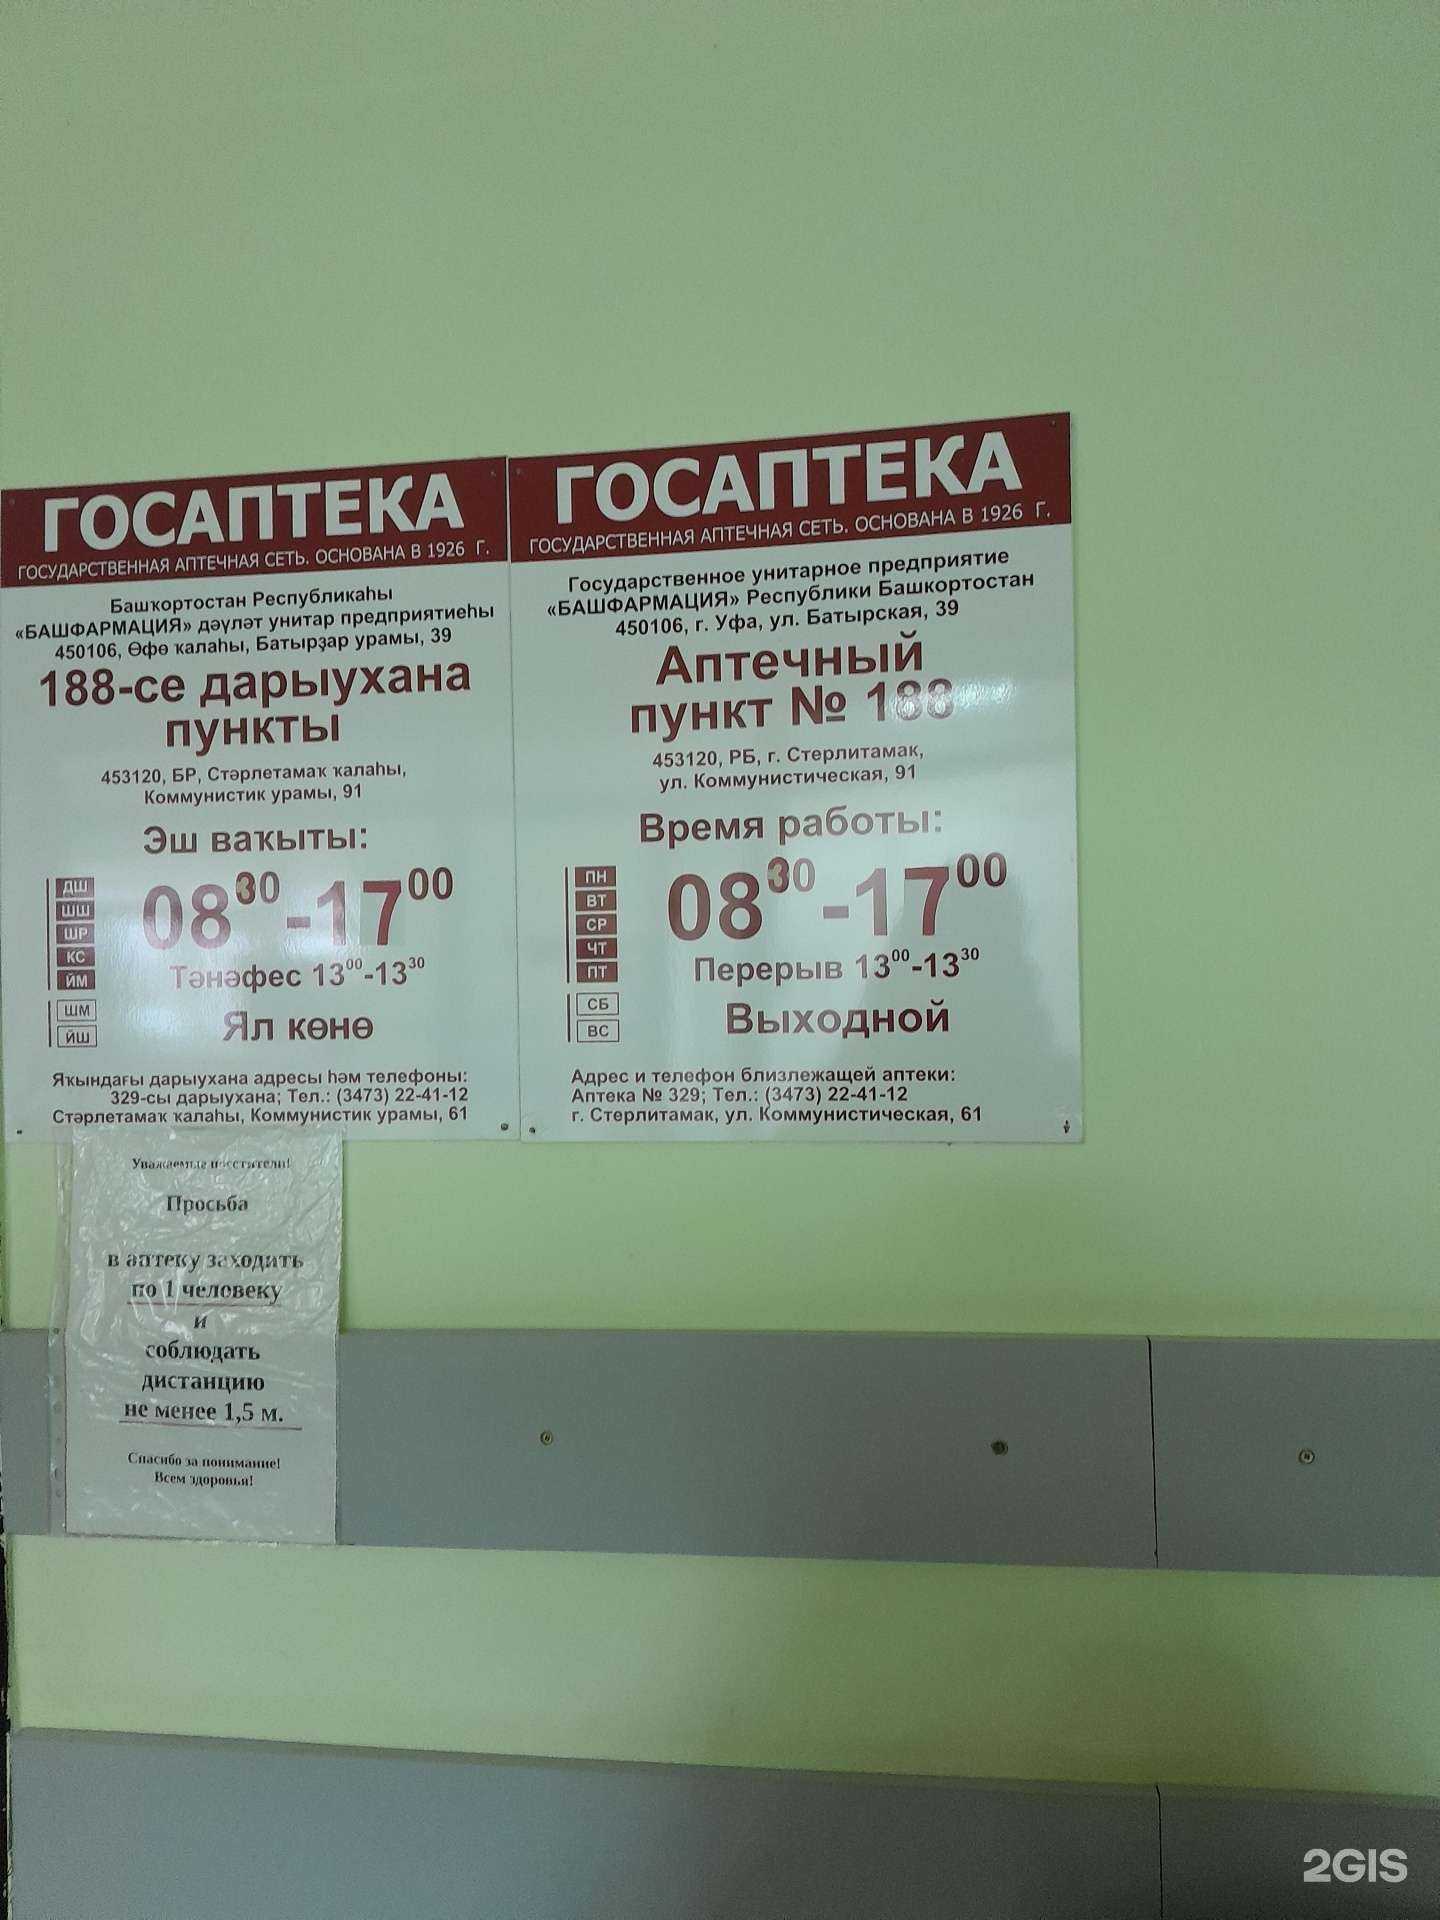 ГОСАПТЕКА
ГОСУДАРСТВЕННАЯ АПТЕЧНАЯ СЕТЬ. ОСНОВАНА В 1926 Г.
Башҡортостан Республикаһы
«БАШФАРМАЦИЯ» дәүләт унитар предприятиеһы
450106, Өфө ҡалаһы, Батырҙар урамы, 39
188-се дарыухана
пункты
453120, БР, Стәрлетамаҡ ҡалаһы,
Коммунистик урамы, 91
Эш ваҡыты:
ДШ
ШШ
ШР
КС
ЙМ
08 30 -17 00
Тәнәфес 13 00 -13 30
ШМ
ЙШ
Ял көнө
Яҡындағы дарыухана адресы һәм телефоны:
329-сы дарыухана; Тел.: (3473) 22-41-12
Стәрлетамаҡ ҡалаһы, Коммунистик урамы, 61
ГОСАПТЕКА
ГОСУДАРСТВЕННАЯ АПТЕЧНАЯ СЕТЬ. ОСНОВАНА В 1926 Г.
Государственное унитарное предприятие
«БАШФАРМАЦИЯ» Республики Башкортостан
450106, г. Уфа, ул. Батырская, 39
Аптечный
пункт № 188
453120, РБ, г. Стерлитамак,
ул. Коммунистическая, 91
Время работы:
ПН
ВТ
СР
ЧТ
ПТ
08 30 -17 00
Перерыв 13 00 -13 30
СБ
ВС
Выходной
Адрес и телефон близлежащей аптеки:
Аптека № 329; Тел.: (3473) 22-41-12
г. Стерлитамак, ул. Коммунистическая, 61
Уважаемые посетители!
Просьба
в аптеку заходить
по 1 человеку
и
соблюдать
дистанцию
не менее 1,5 м.
Спасибо за понимание!
Всем здоровья!
2GIS